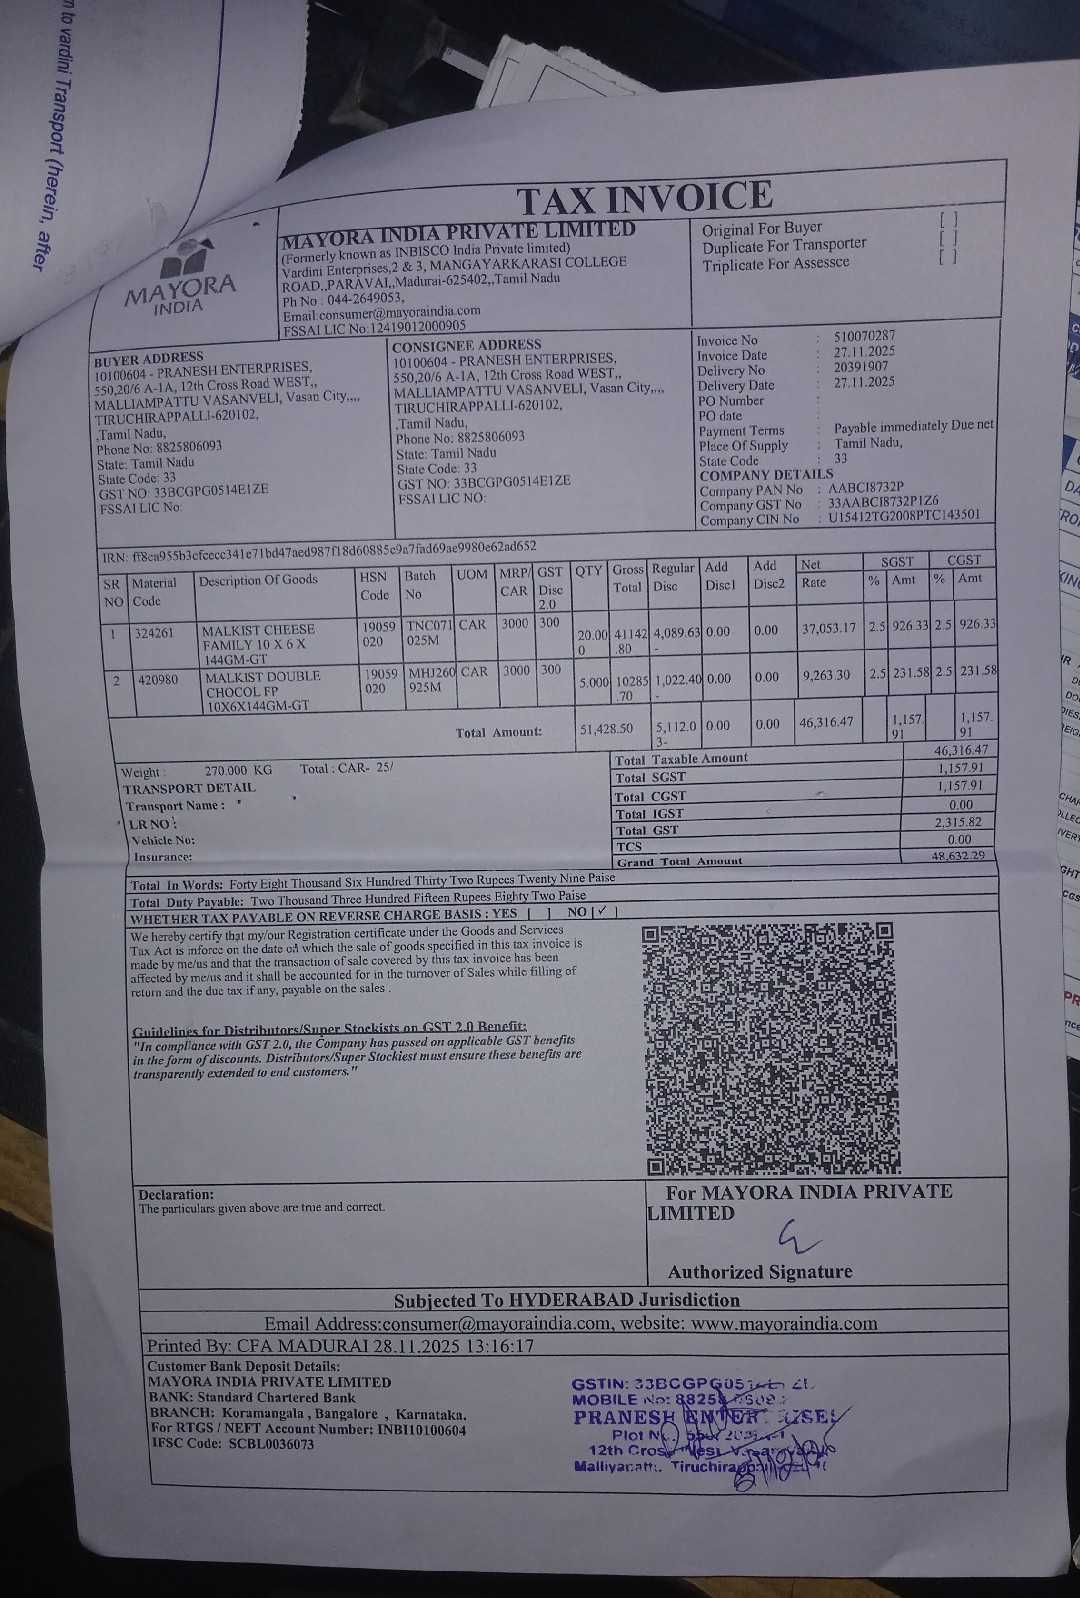 n to vardini Transport (herein, after
TAX INVOICE
MAYORA
INDIA
MAYORA INDIA PRIVATE LIMITED
(Formerly known as INBISCO India Private limited)
Vardini Enterprises,2 & 3, MANGAYARKARASI COLLEGE
ROAD,,PARAVAI,,Madurai-625402,,Tamil Nadu
Ph No : 044-2649053,
Email:consumer@mayoraindia.com
FSSAI LIC No:12419012000905
Original For Buyer [ ]
Duplicate For Transporter [ ]
Triplicate For Assessce [ ]
BUYER ADDRESS
10100604 - PRANESH ENTERPRISES,
550,20/6 A-1A, 12th Cross Road WEST,,
MALLIAMPATTU VASANVELI, Vasan City,,,,
TIRUCHIRAPPALLI-620102,
,Tamil Nadu,
Phone No: 8825806093
State: Tamil Nadu
State Code: 33
GST NO: 33BCGPG0514E1ZE
FSSAI LIC No:
CONSIGNEE ADDRESS
10100604 - PRANESH ENTERPRISES,
550,20/6 A-1A, 12th Cross Road WEST,,
MALLIAMPATTU VASANVELI, Vasan City,,,,
TIRUCHIRAPPALLI-620102,
,Tamil Nadu,
Phone No: 8825806093
State: Tamil Nadu
State Code: 33
GST NO: 33BCGPG0514E1ZE
FSSAI LIC NO:
Invoice No : 510070287
Invoice Date : 27.11.2025
Delivery No : 20391907
Delivery Date : 27.11.2025
PO Number :
PO date :
Payment Terms : Payable immediately Due net
Place Of Supply : Tamil Nadu,
State Code : 33
COMPANY DETAILS
Company PAN No : AABCI8732P
Company GST No : 33AABCI8732P1Z6
Company CIN No : U15412TG2008PTC143501
IRN: ff8ea955b3cfcccc341e71bd47aed987f18d60885c9a7fad69ae9980e62ad652
SR NO Material Code Description Of Goods HSN Code Batch No UOM MRP/ CAR GST Disc 2.0 QTY Gross Total Regular Disc Add Disc1 Add Disc2 Net Rate SGST % Amt CGST % Amt
1 324261 MALKIST CHEESE FAMILY 10 X 6 X 144GM-GT 19059 020 TNC071 025M CAR 3000 300 20.00 0 41142 .80 4,089.63 - 0.00 0.00 37,053.17 2.5 926.33 2.5 926.33
2 420980 MALKIST DOUBLE CHOCOL FP 10X6X144GM-GT 19059 020 MHJ260 925M CAR 3000 300 5.000 10285 .70 1,022.40 - 0.00 0.00 9,263.30 2.5 231.58 2.5 231.58
Total Amount: 51,428.50 5,112.0 3- 0.00 0.00 46,316.47 1,157. 91 1,157. 91
Weight : 270.000 KG Total : CAR- 25/
TRANSPORT DETAIL
Transport Name :
LR NO :
Vehicle No:
Insurance:
Total Taxable Amount 46,316.47
Total SGST 1,157.91
Total CGST 1,157.91
Total IGST 0.00
Total GST 2,315.82
TCS 0.00
Grand Total Amount 48,632.29
Total In Words: Forty Eight Thousand Six Hundred Thirty Two Rupees Twenty Nine Paise
Total Duty Payable: Two Thousand Three Hundred Fifteen Rupees Eighty Two Paise
WHETHER TAX PAYABLE ON REVERSE CHARGE BASIS : YES [ ] NO [✓ ]
We hereby certify that my/our Registration certificate under the Goods and Services
Tax Act is inforce on the date on which the sale of goods specified in this tax invoice is
made by me/us and that the transaction of sale covered by this tax invoice has been
affected by me/us and it shall be accounted for in the turnover of Sales while filling of
return and the due tax if any, payable on the sales .
Guidelines for Distributors/Super Stockists on GST 2.0 Benefit:
"In compliance with GST 2.0, the Company has passed on applicable GST benefits
in the form of discounts. Distributors/Super Stockiest must ensure these benefits are
transparently extended to end customers."
Declaration:
The particulars given above are true and correct.
For MAYORA INDIA PRIVATE
LIMITED
Authorized Signature
Subjected To HYDERABAD Jurisdiction
Email Address:consumer@mayoraindia.com, website: www.mayoraindia.com
Printed By: CFA MADURAI 28.11.2025 13:16:17
Customer Bank Deposit Details:
MAYORA INDIA PRIVATE LIMITED
BANK: Standard Chartered Bank
BRANCH: Koramangala , Bangalore , Karnataka.
For RTGS / NEFT Account Number: INBI10100604
IFSC Code: SCBL0036073
GSTIN:
MOBILE No:
PRANESH
Plot
12th Cross
Tiruchirappalli